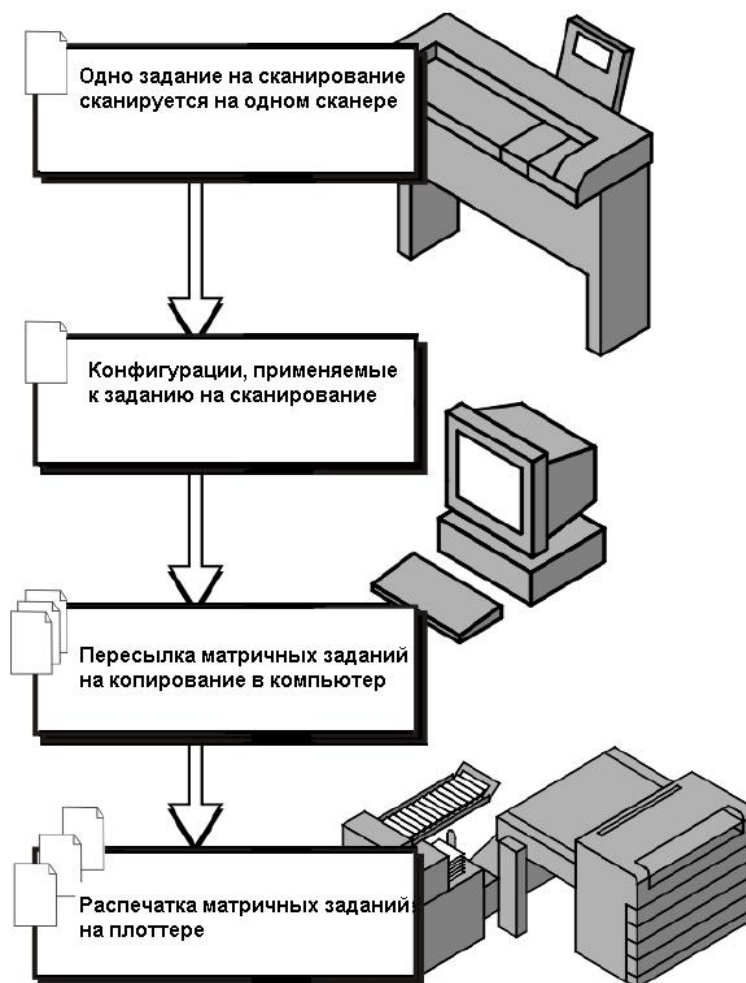 Одно задание на сканирование
сканируется на одном сканере
Конфигурации, применяемые
к заданию на сканирование
Пересылка матричных заданий
на копирование в компьютер
Распечатка матричных заданий
на плоттере